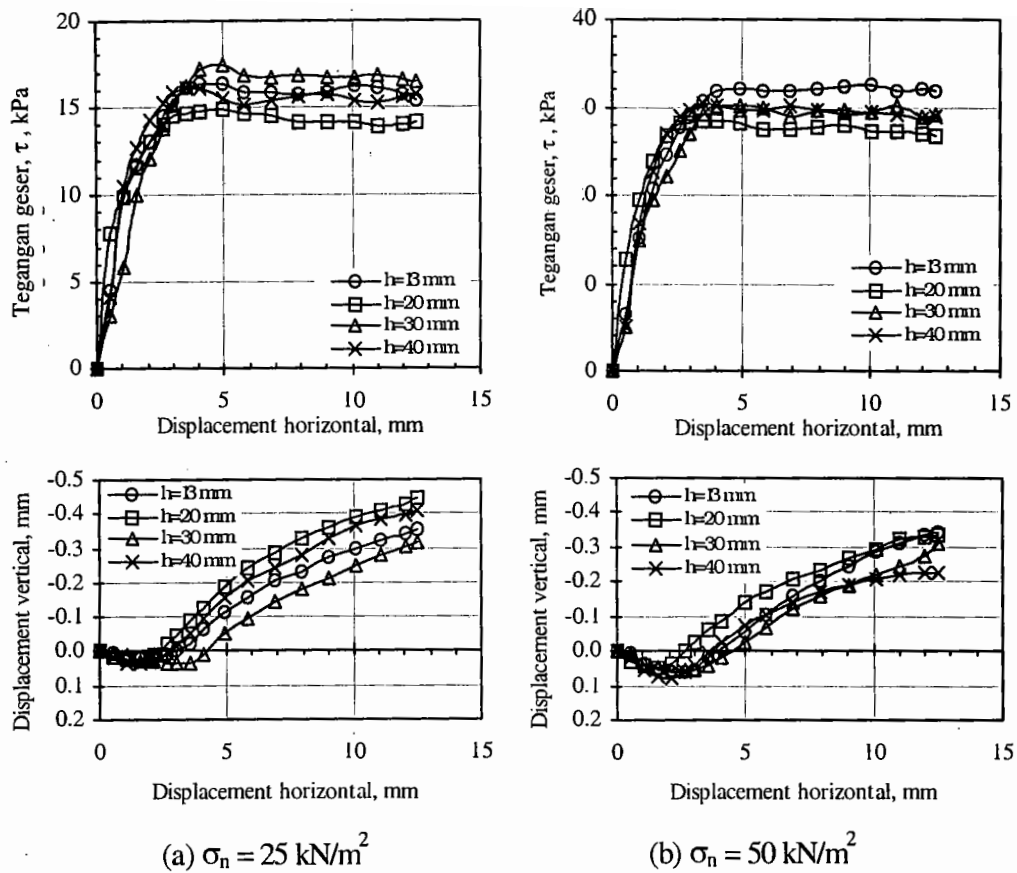 20
15
10
5
0
Tegangan geser, τ , kPa
h=13 mm
h=20 mm
h=30 mm
h=40 mm
0 5 10 15
Displacement horizontal, mm
40
0
0
0
0
Tegangan geser, τ, kPa
h=13 mm
h=20 mm
h=30 mm
h=40 mm
0 5 10 15
Displacement horizontal, mm
-0.5
-0.4
-0.3
-0.2
-0.1
0.0
0.1
0.2
Displacement vertical, mm
h=13 mm
h=20 mm
h=30 mm
h=40 mm
0 5 10 15
Displacement horizontal, mm
(a) σn = 25 kN/m²
-0.5
-0.4
-0.3
-0.2
-0.1
0.0
0.1
0.2
Displacement vertical, mm
h=13 mm
h=20 mm
h=30 mm
h=40 mm
0 5 10 15
Displacement horizontal, mm
(b) σn = 50 kN/m²